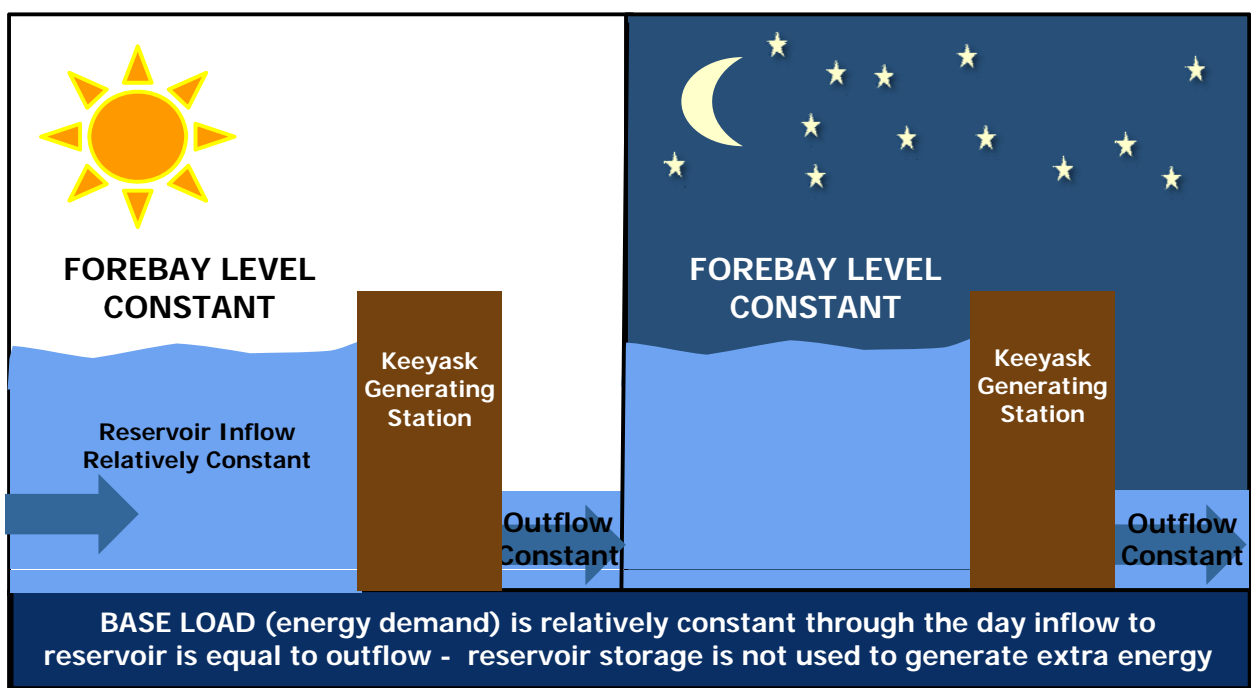 FOREBAY LEVEL
CONSTANT
Keeyask
Generating
Station
Reservoir Inflow
Relatively Constant
Outflow
Constant
FOREBAY LEVEL
CONSTANT
Keeyask
Generating
Station
Outflow
Constant
BASE LOAD (energy demand) is relatively constant through the day inflow to
reservoir is equal to outflow - reservoir storage is not used to generate extra energy